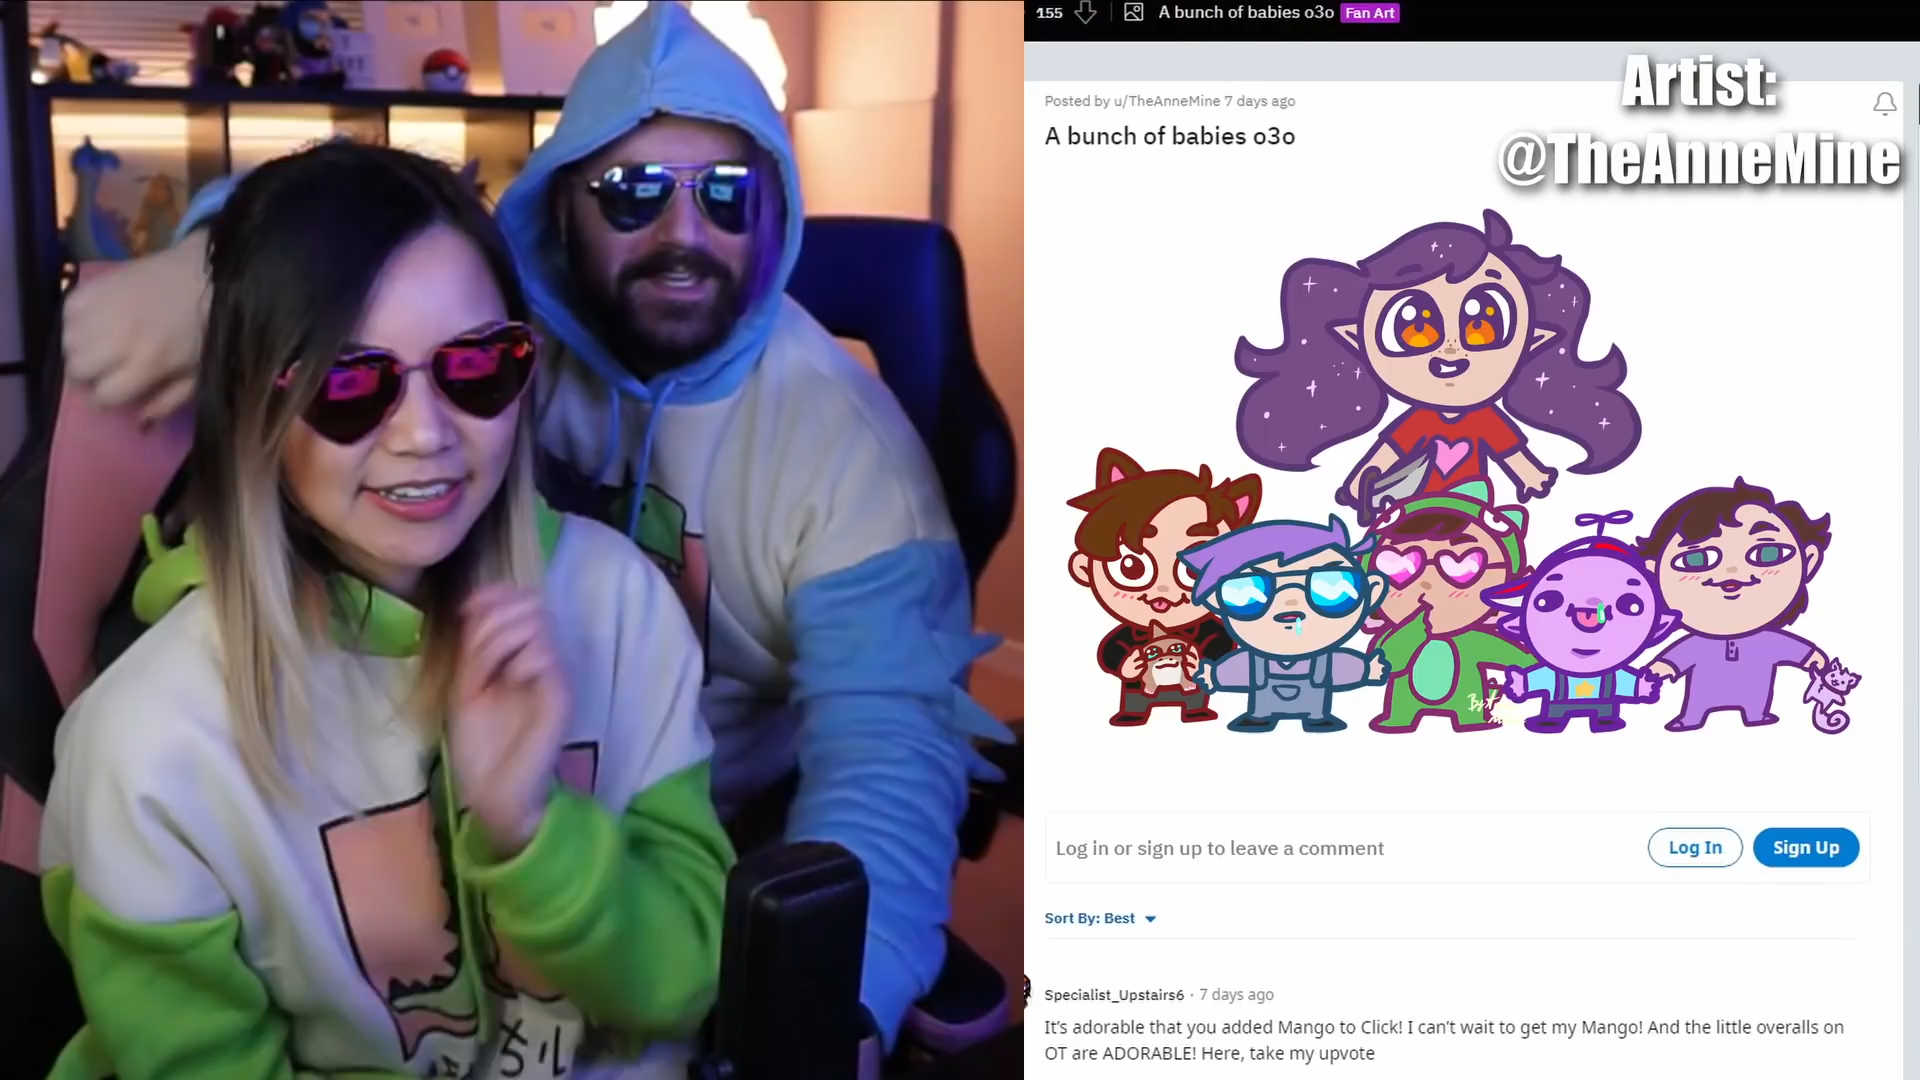 155
A bunch of babies o3o Fan Art
Artist:
@TheAnneMine
Posted by u/TheAnneMine 7 days ago
A bunch of babies o3o
Log in or sign up to leave a comment
Log In
Sign Up
Sort By: Best
Specialist_Upstairs6 · 7 days ago
It's adorable that you added Mango to Click! I can't wait to get my Mango! And the little overalls on
OT are ADORABLE! Here, take my upvote